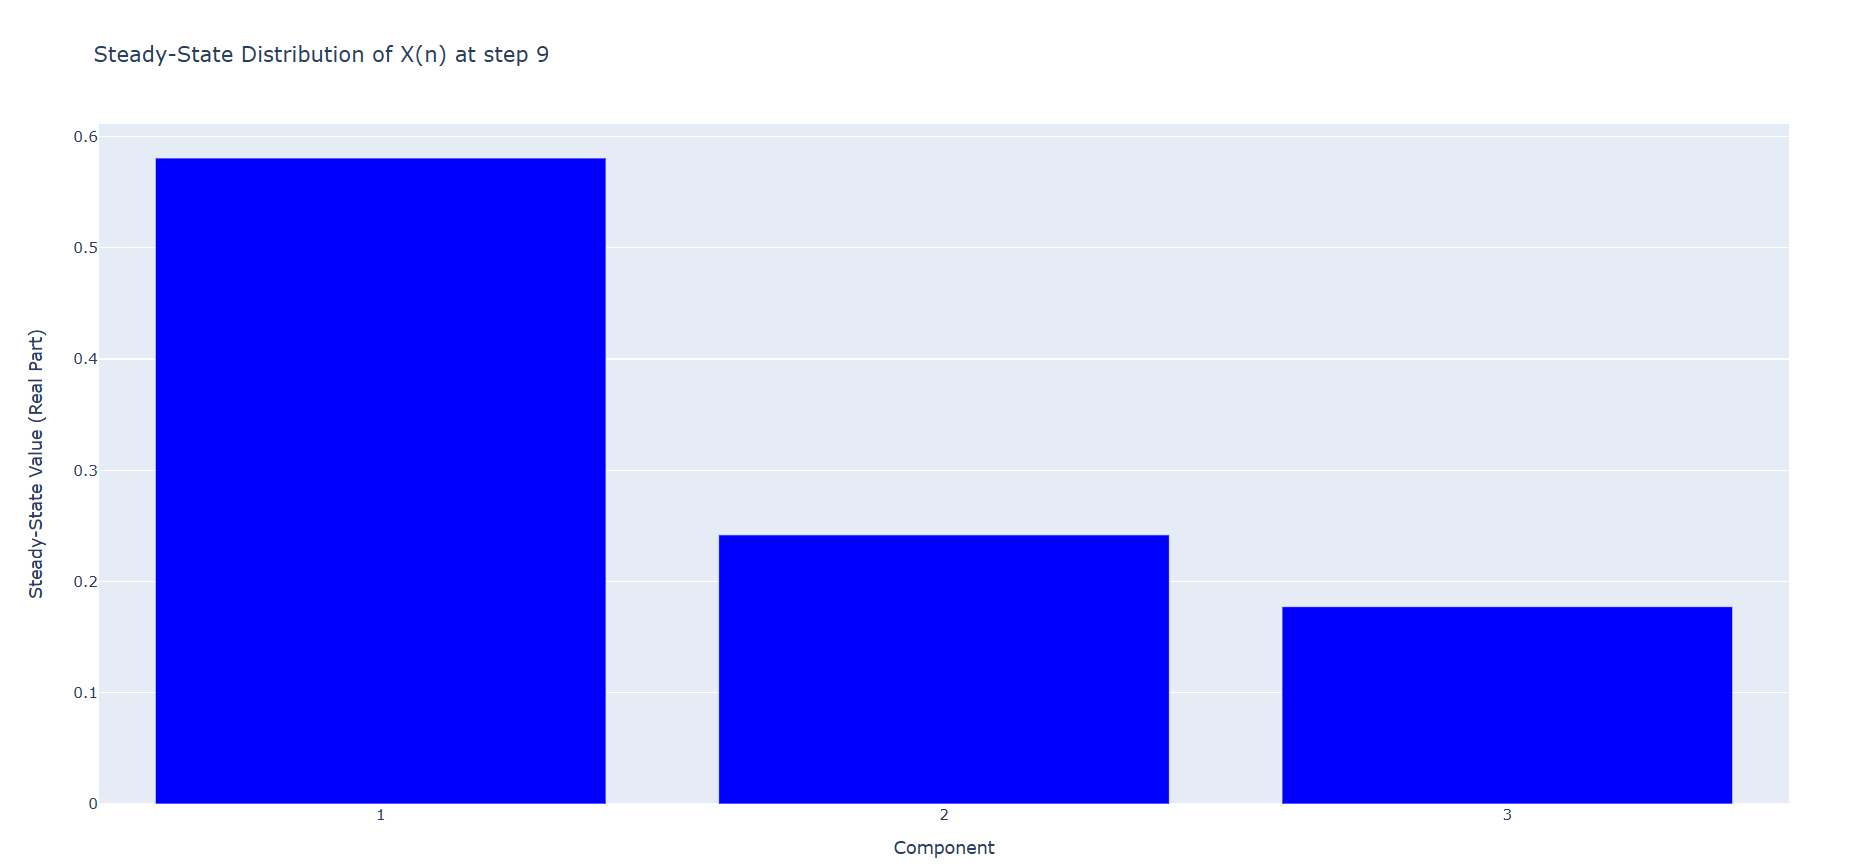 Steady-State Distribution of X(n) at step 9
Steady-State Value (Real Part)
0.6
0.5
0.4
0.3
0.2
0.1
0
1 2 3
Component